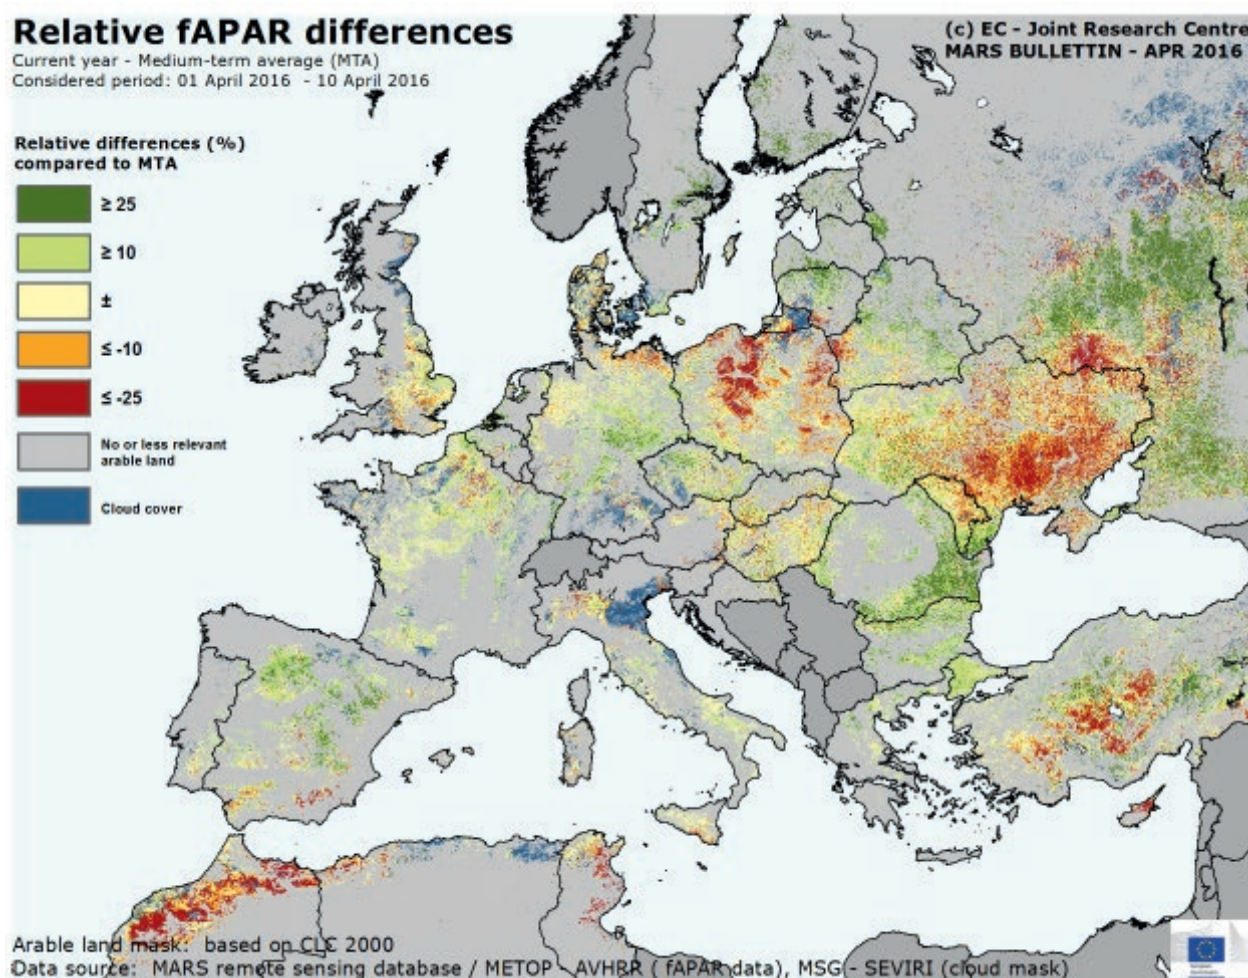 Relative fAPAR differences
Current year - Medium-term average (MTA)
Considered period: 01 April 2016 - 10 April 2016
(c) EC - Joint Research Centre
MARS BULLETTIN - APR 2016
Relative differences (%)
compared to MTA
≥ 25
≥ 10
±
≤ -10
≤ -25
No or less relevant
arable land
Cloud cover
Arable land mask: based on CLC 2000
Data source: MARS remote sensing database / METOP - AVHRR ( fAPAR data), MSG - SEVIRI (cloud mask)